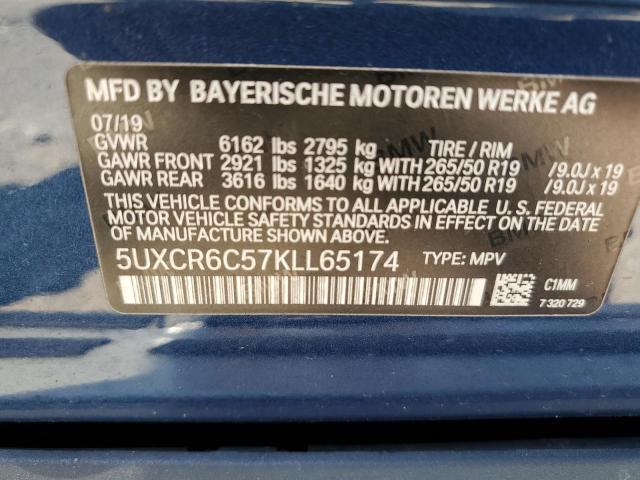 MFD BY BAYERISCHE MOTOREN WERKE AG
07/19
GVWR 6162 lbs 2795 kg TIRE / RIM
GAWR FRONT 2921 lbs 1325 kg WITH 265/50 R19 /9.0J x 19
GAWR REAR 3616 lbs 1640 kg WITH 265/50 R19 /9.0J x 19
THIS VEHICLE CONFORMS TO ALL APPLICABLE U.S. FEDERAL
MOTOR VEHICLE SAFETY STANDARDS IN EFFECT ON THE DATE
OF MANUFACTURE SHOWN ABOVE.
5UXCR6C57KLL65174 TYPE: MPV
C1MM
7 320 729